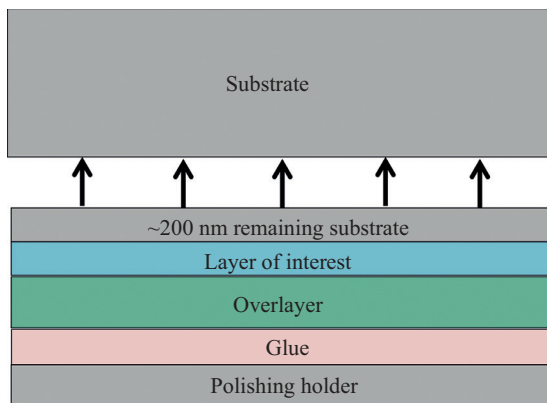 Substrate
~200 nm remaining substrate
Layer of interest
Overlayer
Glue
Polishing holder